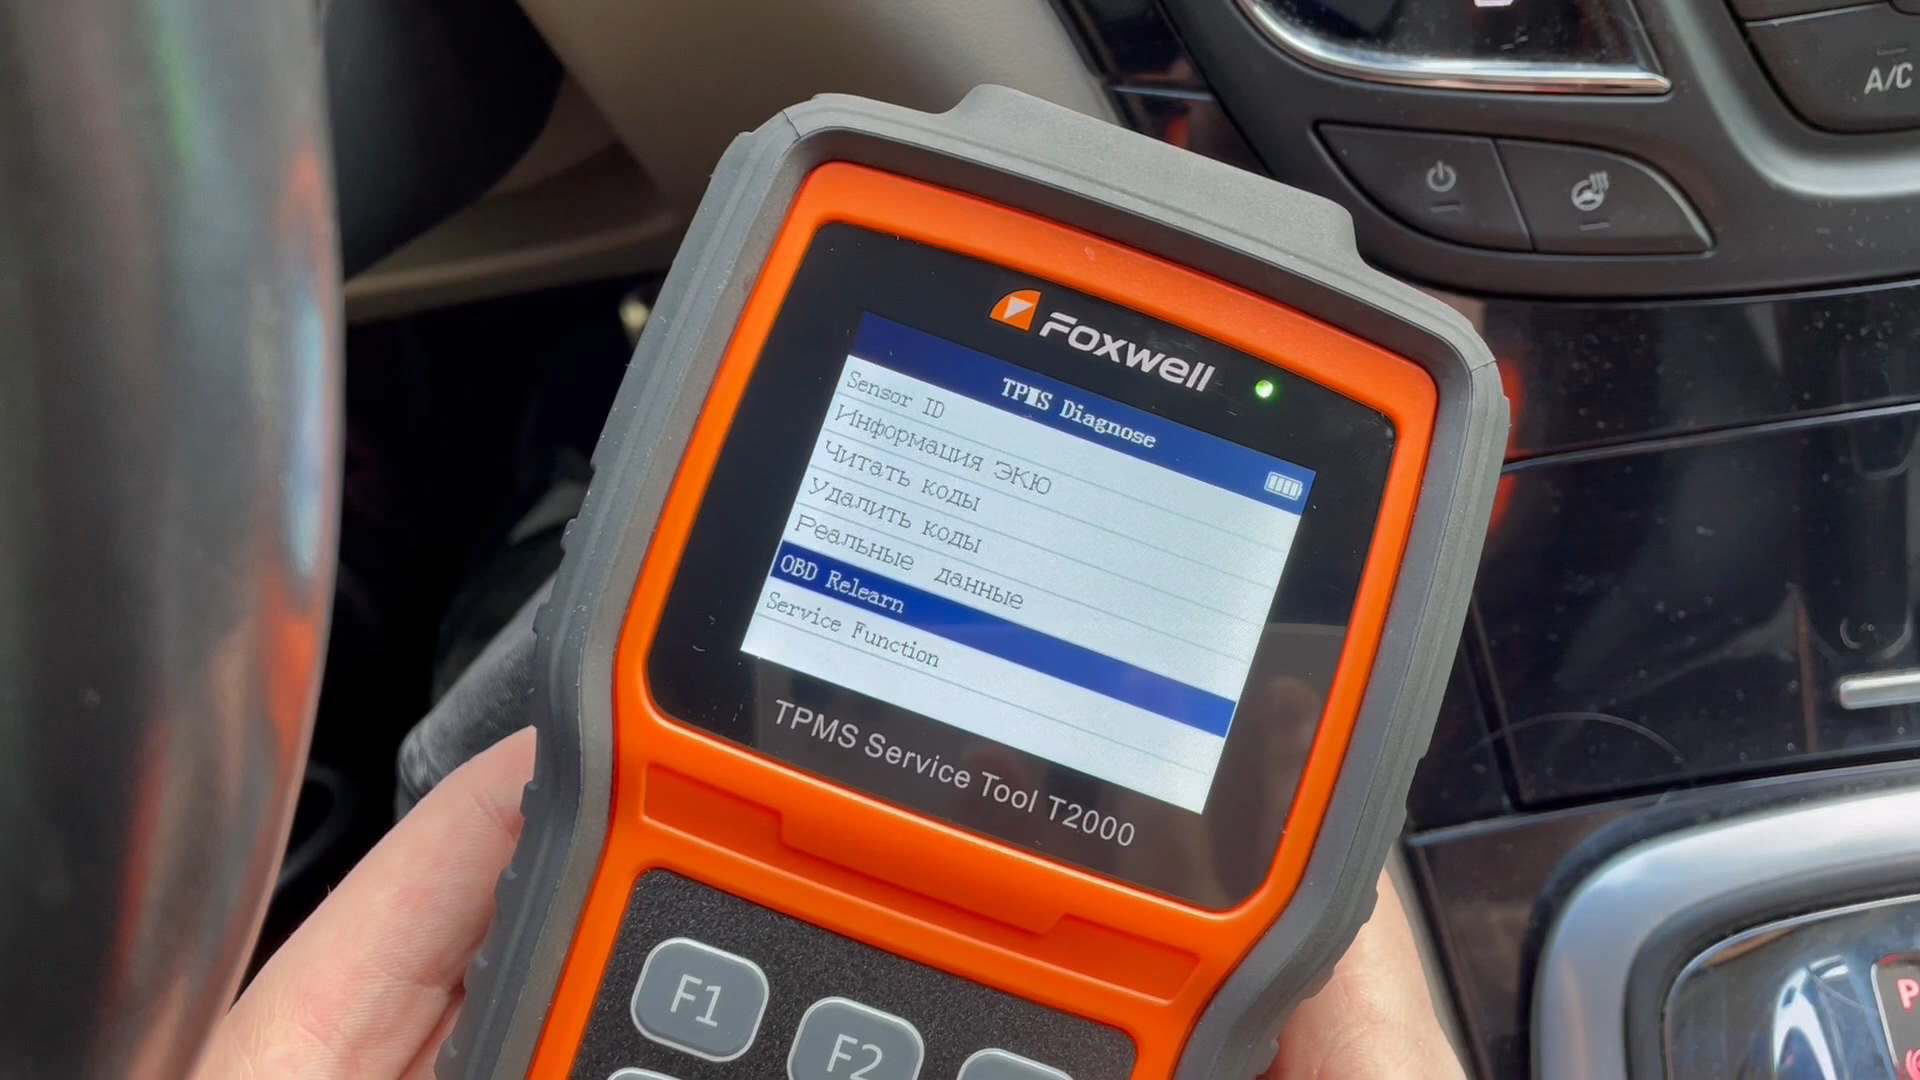 A/C
Foxwell
TPMS Diagnose
Sensor ID
Информация ЭКЮ
Читать коды
Удалить коды
Реальные данные
OBD Relearn
Service Function
TPMS Service Tool T2000
F1
F2
P